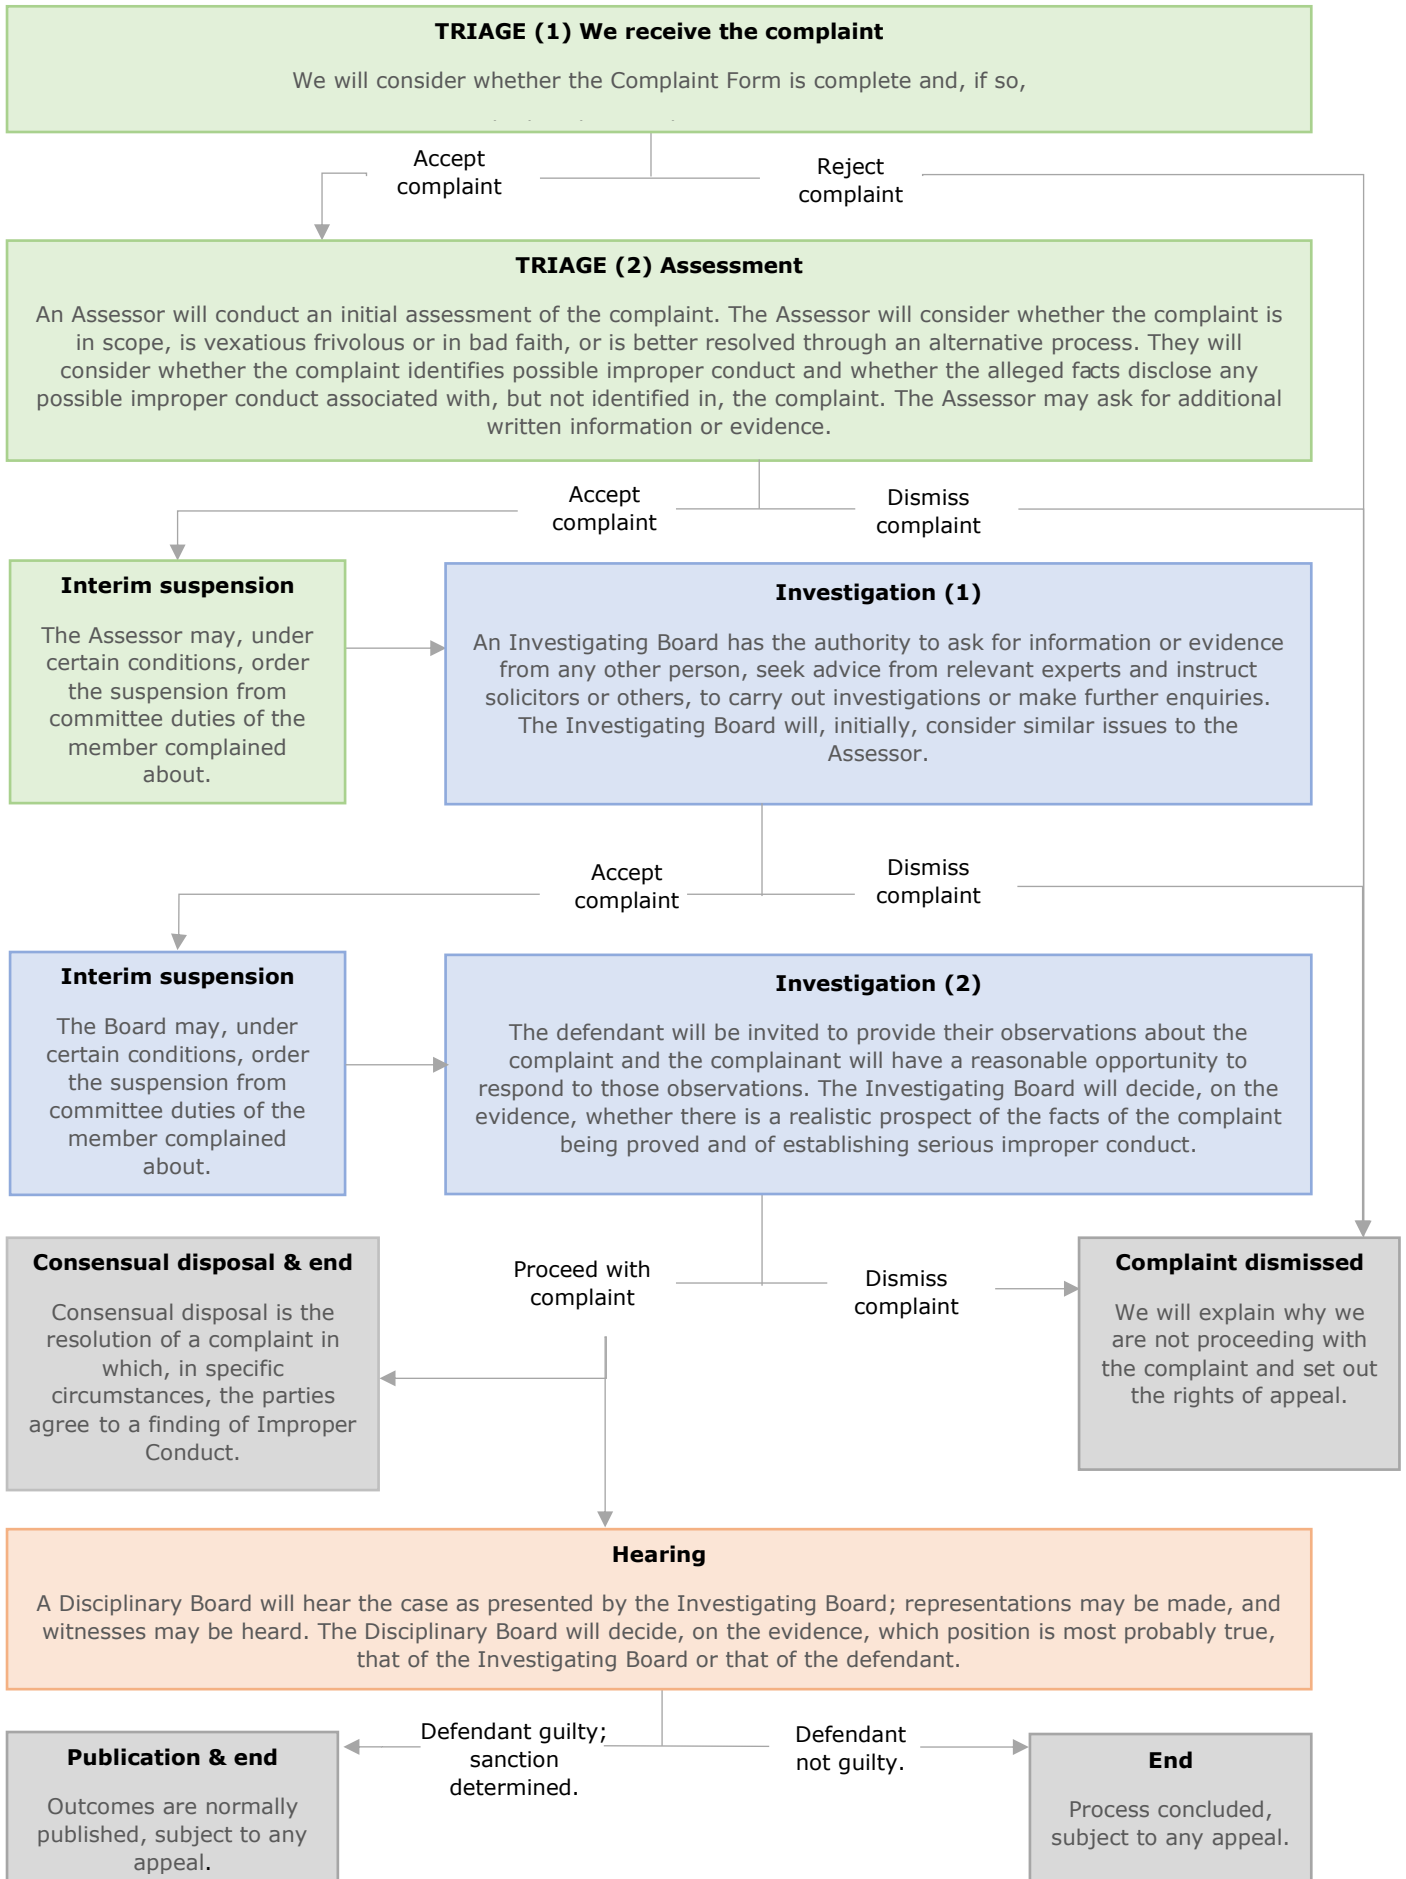 TRIAGE (1) We receive the complaint
We will consider whether the Complaint Form is complete and, if so,
Accept
complaint
Reject
complaint
TRIAGE (2) Assessment
An Assessor will conduct an initial assessment of the complaint. The Assessor will consider whether the complaint is
in scope, is vexatious frivolous or in bad faith, or is better resolved through an alternative process. They will
consider whether the complaint identifies possible improper conduct and whether the alleged facts disclose any
possible improper conduct associated with, but not identified in, the complaint. The Assessor may ask for additional
written information or evidence.
Accept
complaint
Dismiss
complaint
Interim suspension
The Assessor may, under
certain conditions, order
the suspension from
committee duties of the
member complained
about.
Investigation (1)
An Investigating Board has the authority to ask for information or evidence
from any other person, seek advice from relevant experts and instruct
solicitors or others, to carry out investigations or make further enquiries.
The Investigating Board will, initially, consider similar issues to the
Assessor.
Accept
complaint
Dismiss
complaint
Interim suspension
The Board may, under
certain conditions, order
the suspension from
committee duties of the
member complained
about.
Investigation (2)
The defendant will be invited to provide their observations about the
complaint and the complainant will have a reasonable opportunity to
respond to those observations. The Investigating Board will decide, on the
evidence, whether there is a realistic prospect of the facts of the complaint
being proved and of establishing serious improper conduct.
Proceed with
complaint
Dismiss
complaint
Consensual disposal & end
Consensual disposal is the
resolution of a complaint in
which, in specific
circumstances, the parties
agree to a finding of Improper
Conduct.
Complaint dismissed
We will explain why we
are not proceeding with
the complaint and set out
the rights of appeal.
Hearing
A Disciplinary Board will hear the case as presented by the Investigating Board; representations may be made, and
witnesses may be heard. The Disciplinary Board will decide, on the evidence, which position is most probably true,
that of the Investigating Board or that of the defendant.
Defendant guilty;
sanction
determined.
Defendant
not guilty.
Publication & end
Outcomes are normally
published, subject to any
appeal.
End
Process concluded,
subject to any appeal.